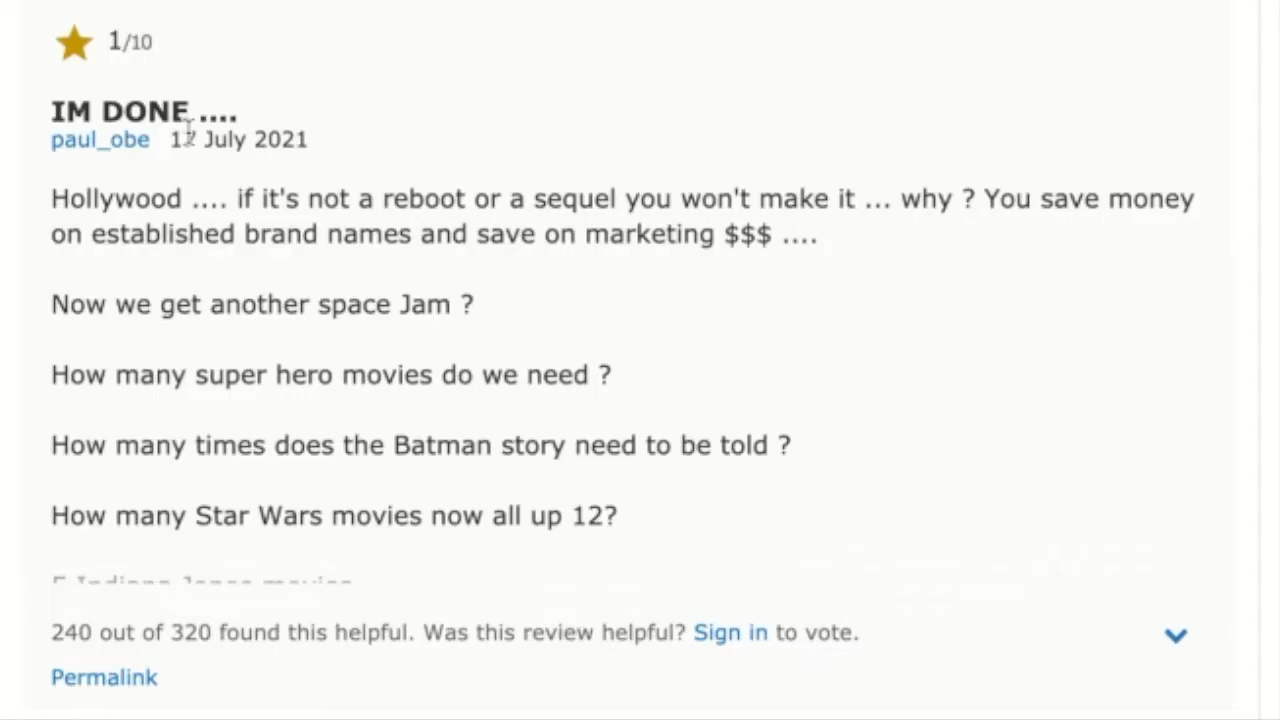 1/10
IM DONE ....
paul_obe July 2021
Hollywood .... if it's not a reboot or a sequel you won't make it ... why ? You save money
on established brand names and save on marketing $$$ ....
Now we get another space Jam ?
How many super hero movies do we need ?
How many times does the Batman story need to be told ?
How many Star Wars movies now all up 12?
240 out of 320 found this helpful. Was this review helpful? Sign in to vote.
Permalink